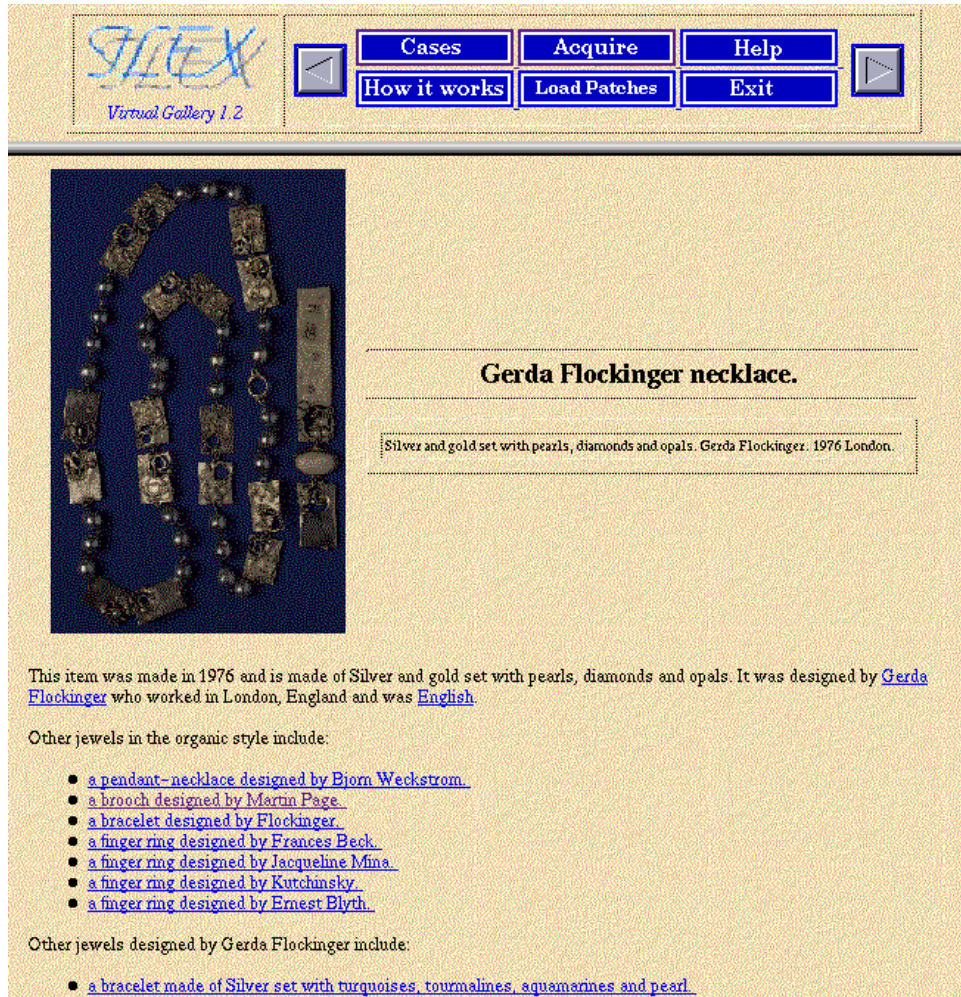 ILEX
Virtual Gallery 1.2
Cases
Acquire
Help
How it works
Load Patches
Exit
Gerda Flockinger necklace.
Silver and gold set with pearls, diamonds and opals. Gerda Flockinger. 1976 London.
This item was made in 1976 and is made of Silver and gold set with pearls, diamonds and opals. It was designed by Gerda
Flockinger who worked in London, England and was English.
Other jewels in the organic style include:
a pendant-necklace designed by Bjorn Weckstrom.
a brooch designed by Martin Page.
a bracelet designed by Flockinger.
a finger ring designed by Frances Beck.
a finger ring designed by Jacqueline Mina.
a finger ring designed by Kutchinsky.
a finger ring designed by Ernest Blyth.
Other jewels designed by Gerda Flockinger include:
a bracelet made of Silver set with turquoises, tourmalines, aquamarines and pearl.